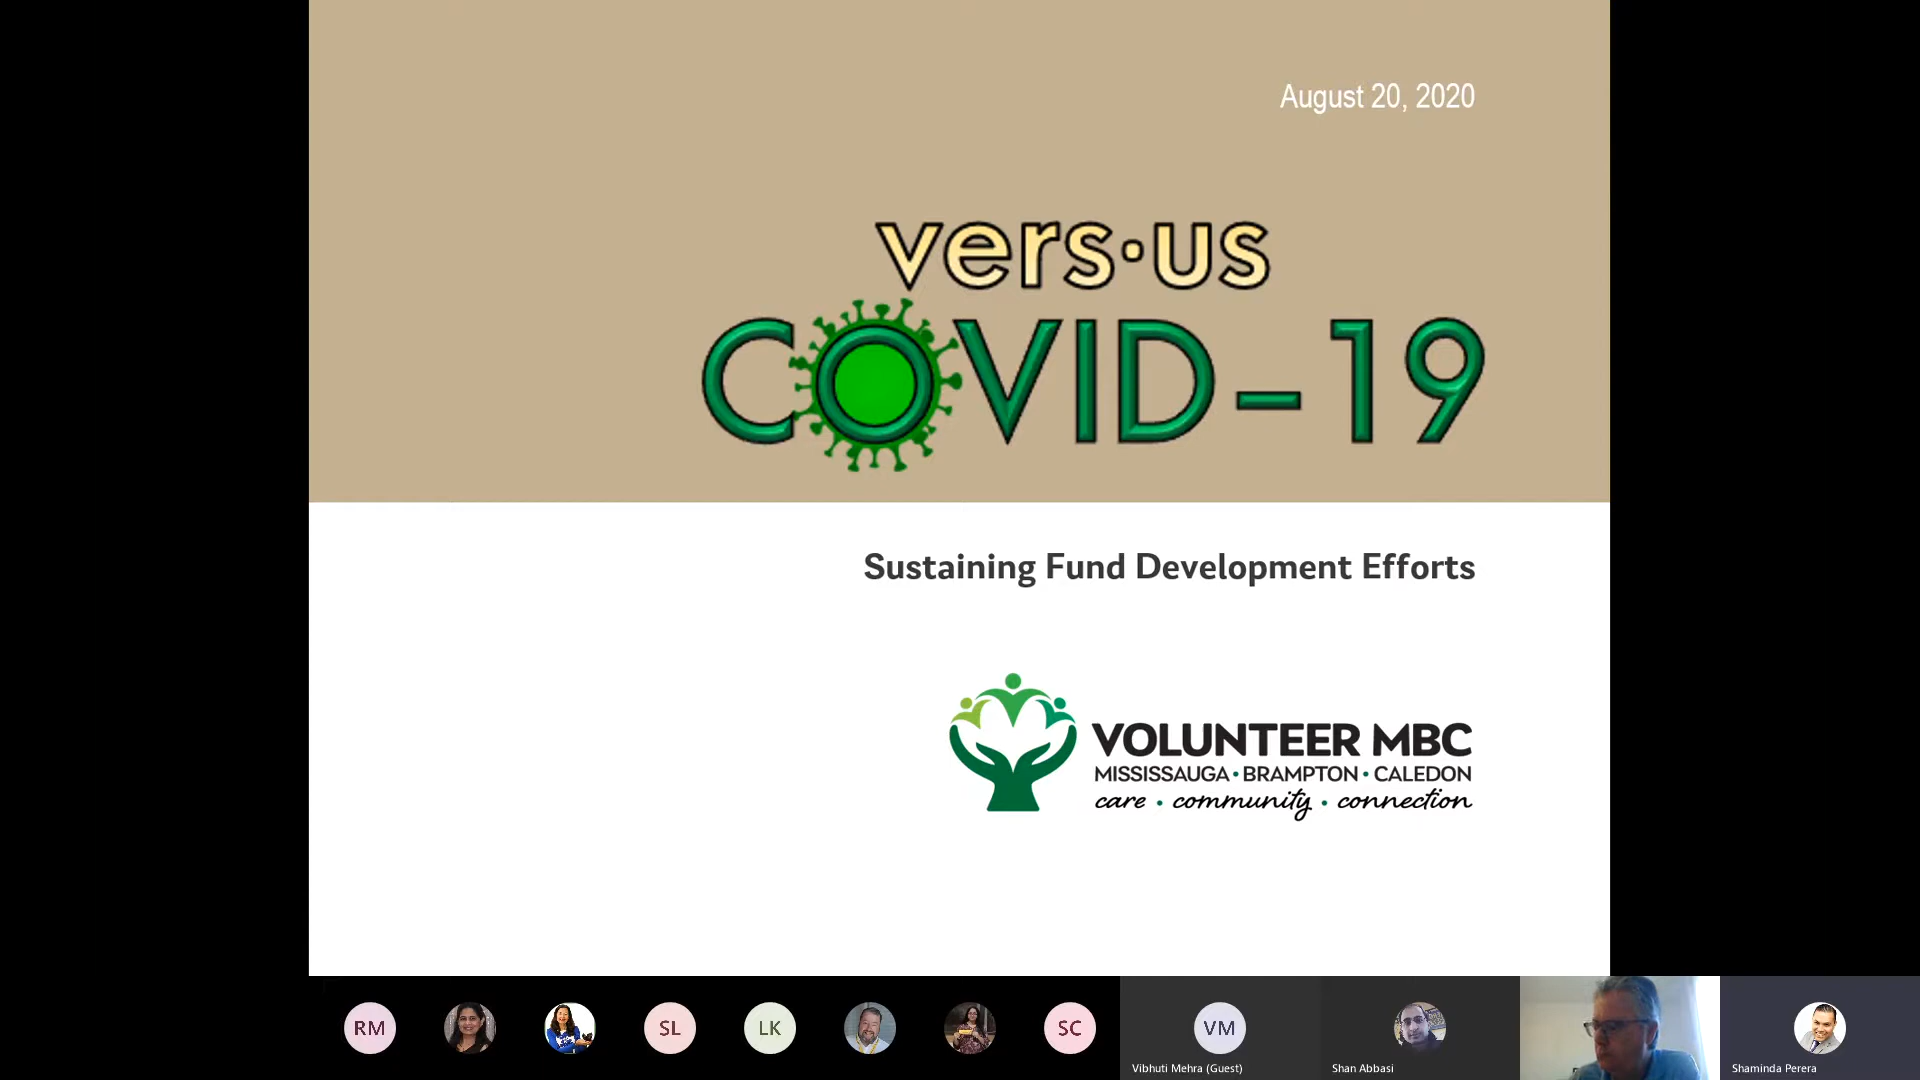 August 20, 2020
vers·us
COVID-19
Sustaining Fund Development Efforts
VOLUNTEER MBC
MISSISSAUGA • BRAMPTON • CALEDON
care • community • connection
RM
SL
LK
SC
VM
Vibhuti Mehra (Guest)
Shan Abbasi
Shaminda Perera